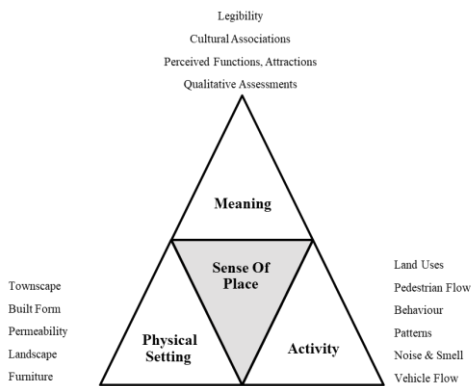 Legibility
Cultural Associations
Perceived Functions, Attractions
Qualitative Assessments
Meaning
Sense Of
Place
Physical
Setting
Activity
Townscape
Built Form
Permeability
Landscape
Furniture
Land Uses
Pedestrian Flow
Behaviour
Patterns
Noise & Smell
Vehicle Flow